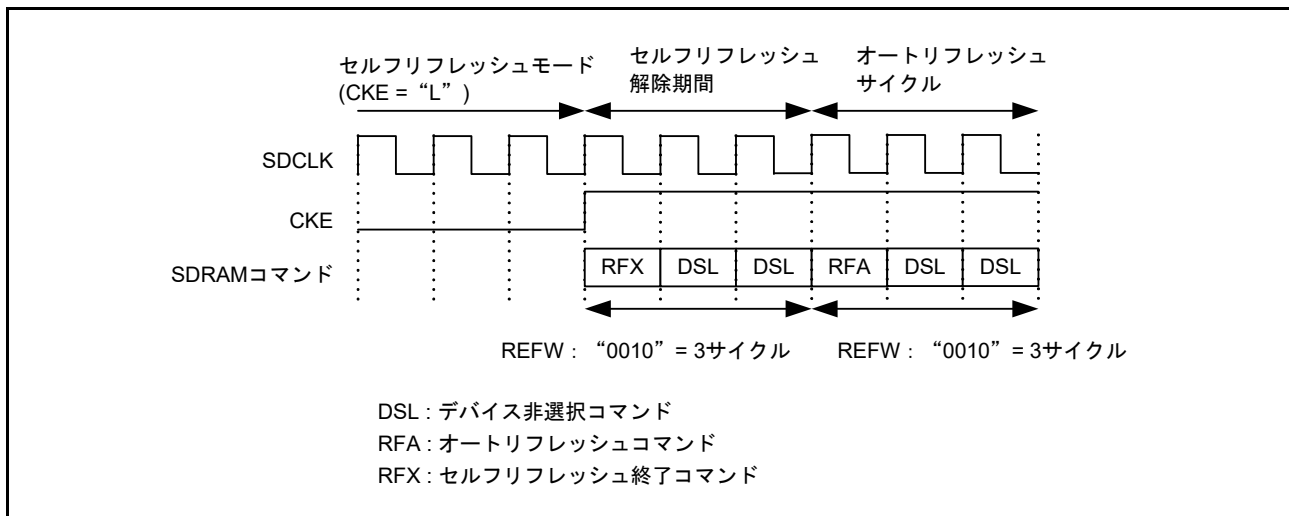 セルフリフレッシュモード
(CKE = “L” )
セルフリフレッシュ
解除期間
オートリフレッシュ
サイクル
SDCLK
CKE
SDRAMコマンド
RFX DSL DSL RFA DSL DSL
REFW : “0010” = 3サイクル REFW : “0010” = 3サイクル
DSL : デバイス非選択コマンド
RFA : オートリフレッシュコマンド
RFX : セルフリフレッシュ終了コマンド